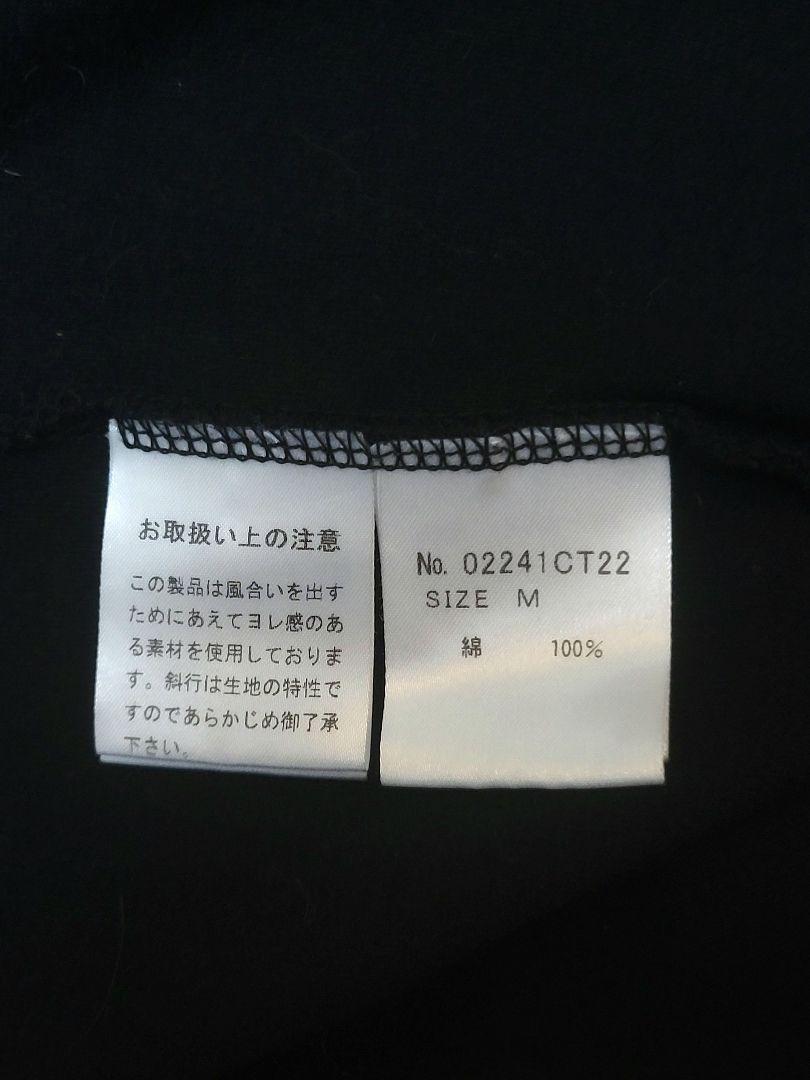 お取扱い上の注意
この製品は風合いを出す
ためにあえてヨレ感のあ
る素材を使用しておりま
す。斜行は生地の特性で
すのであらかじめ御了承
下さい。
No. 02241CT22
SIZE M
綿 100%